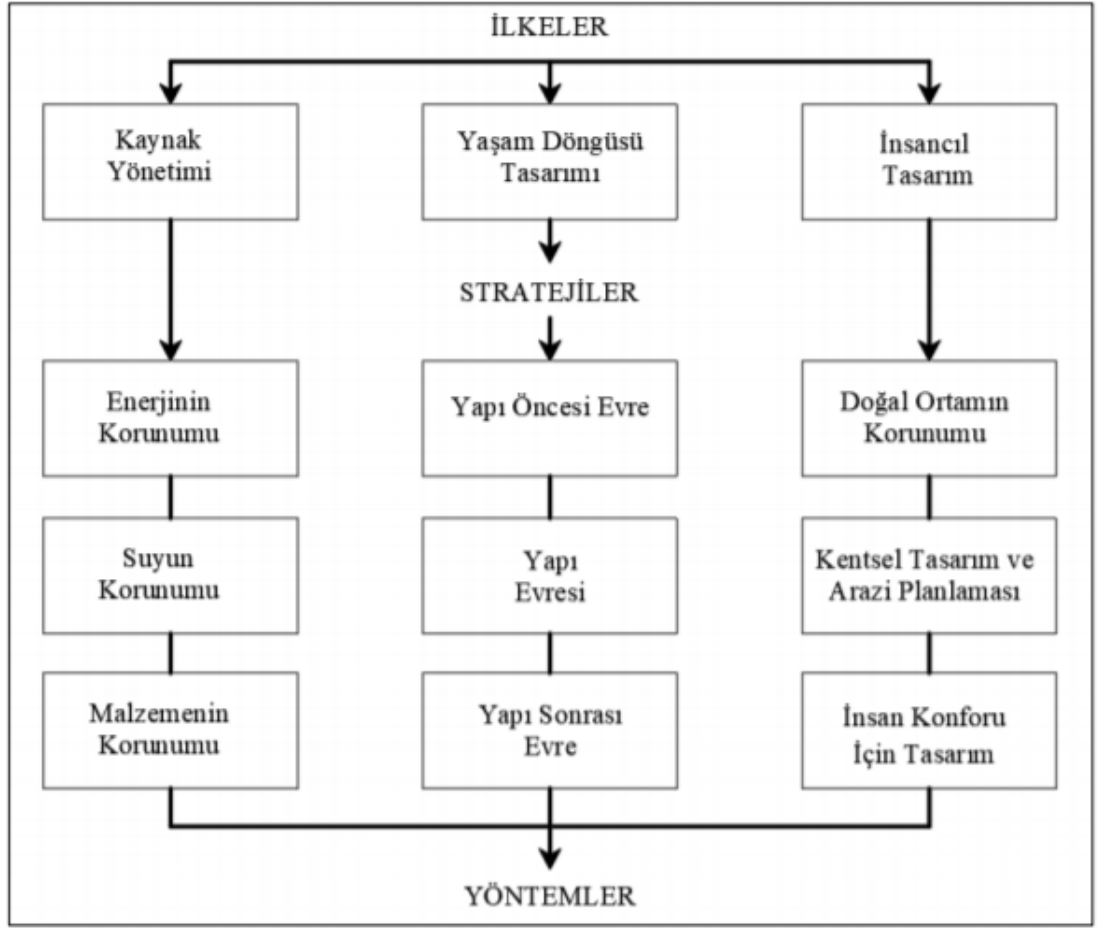 İLKELER
Kaynak
Yönetimi
Yaşam Döngüsü
Tasarımı
İnsancıl
Tasarım
STRATEJİLER
Enerjinin
Korunumu
Yapı Öncesi Evre
Doğal Ortamın
Korunumu
Suyun
Korunumu
Yapı
Evresi
Kentsel Tasarım ve
Arazi Planlaması
Malzemenin
Korunumu
Yapı Sonrası
Evre
İnsan Konforu
İçin Tasarım
YÖNTEMLER